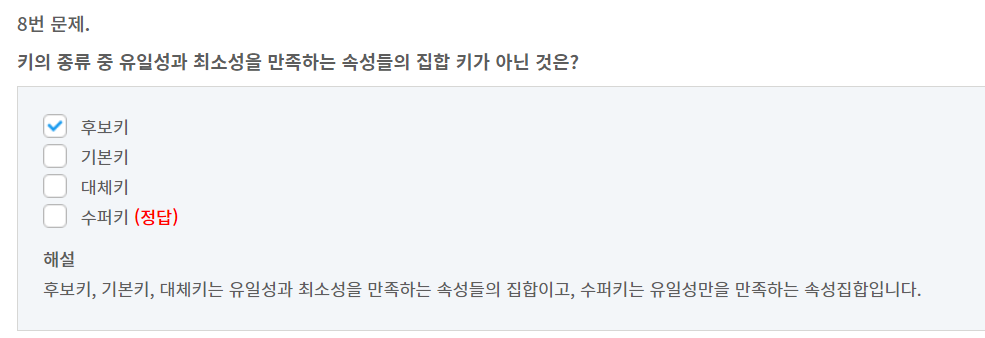 8번 문제.
키의 종류 중 유일성과 최소성을 만족하는 속성들의 집합 키가 아닌 것은?
후보키
기본키
대체키
수퍼키 (정답)
해설
후보키, 기본키, 대체키는 유일성과 최소성을 만족하는 속성들의 집합이고, 수퍼키는 유일성만을 만족하는 속성집합입니다.